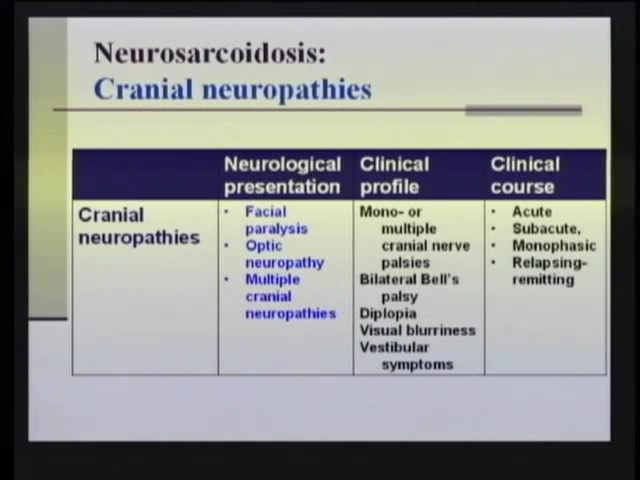 Neurosarcoidosis:
Cranial neuropathies
Neurological presentation
Clinical profile
Clinical course
Cranial
neuropathies
• Facial
paralysis
• Optic
neuropathy
• Multiple
cranial
neuropathies
Mono- or
multiple
cranial nerve
palsies
Bilateral Bell's
palsy
Diplopia
Visual blurriness
Vestibular
symptoms
• Acute
• Subacute,
• Monophasic
• Relapsing-
remitting